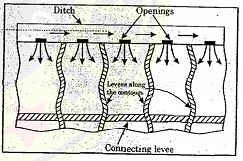 Ditch
Openings
Levees along
the contours
Connecting levee